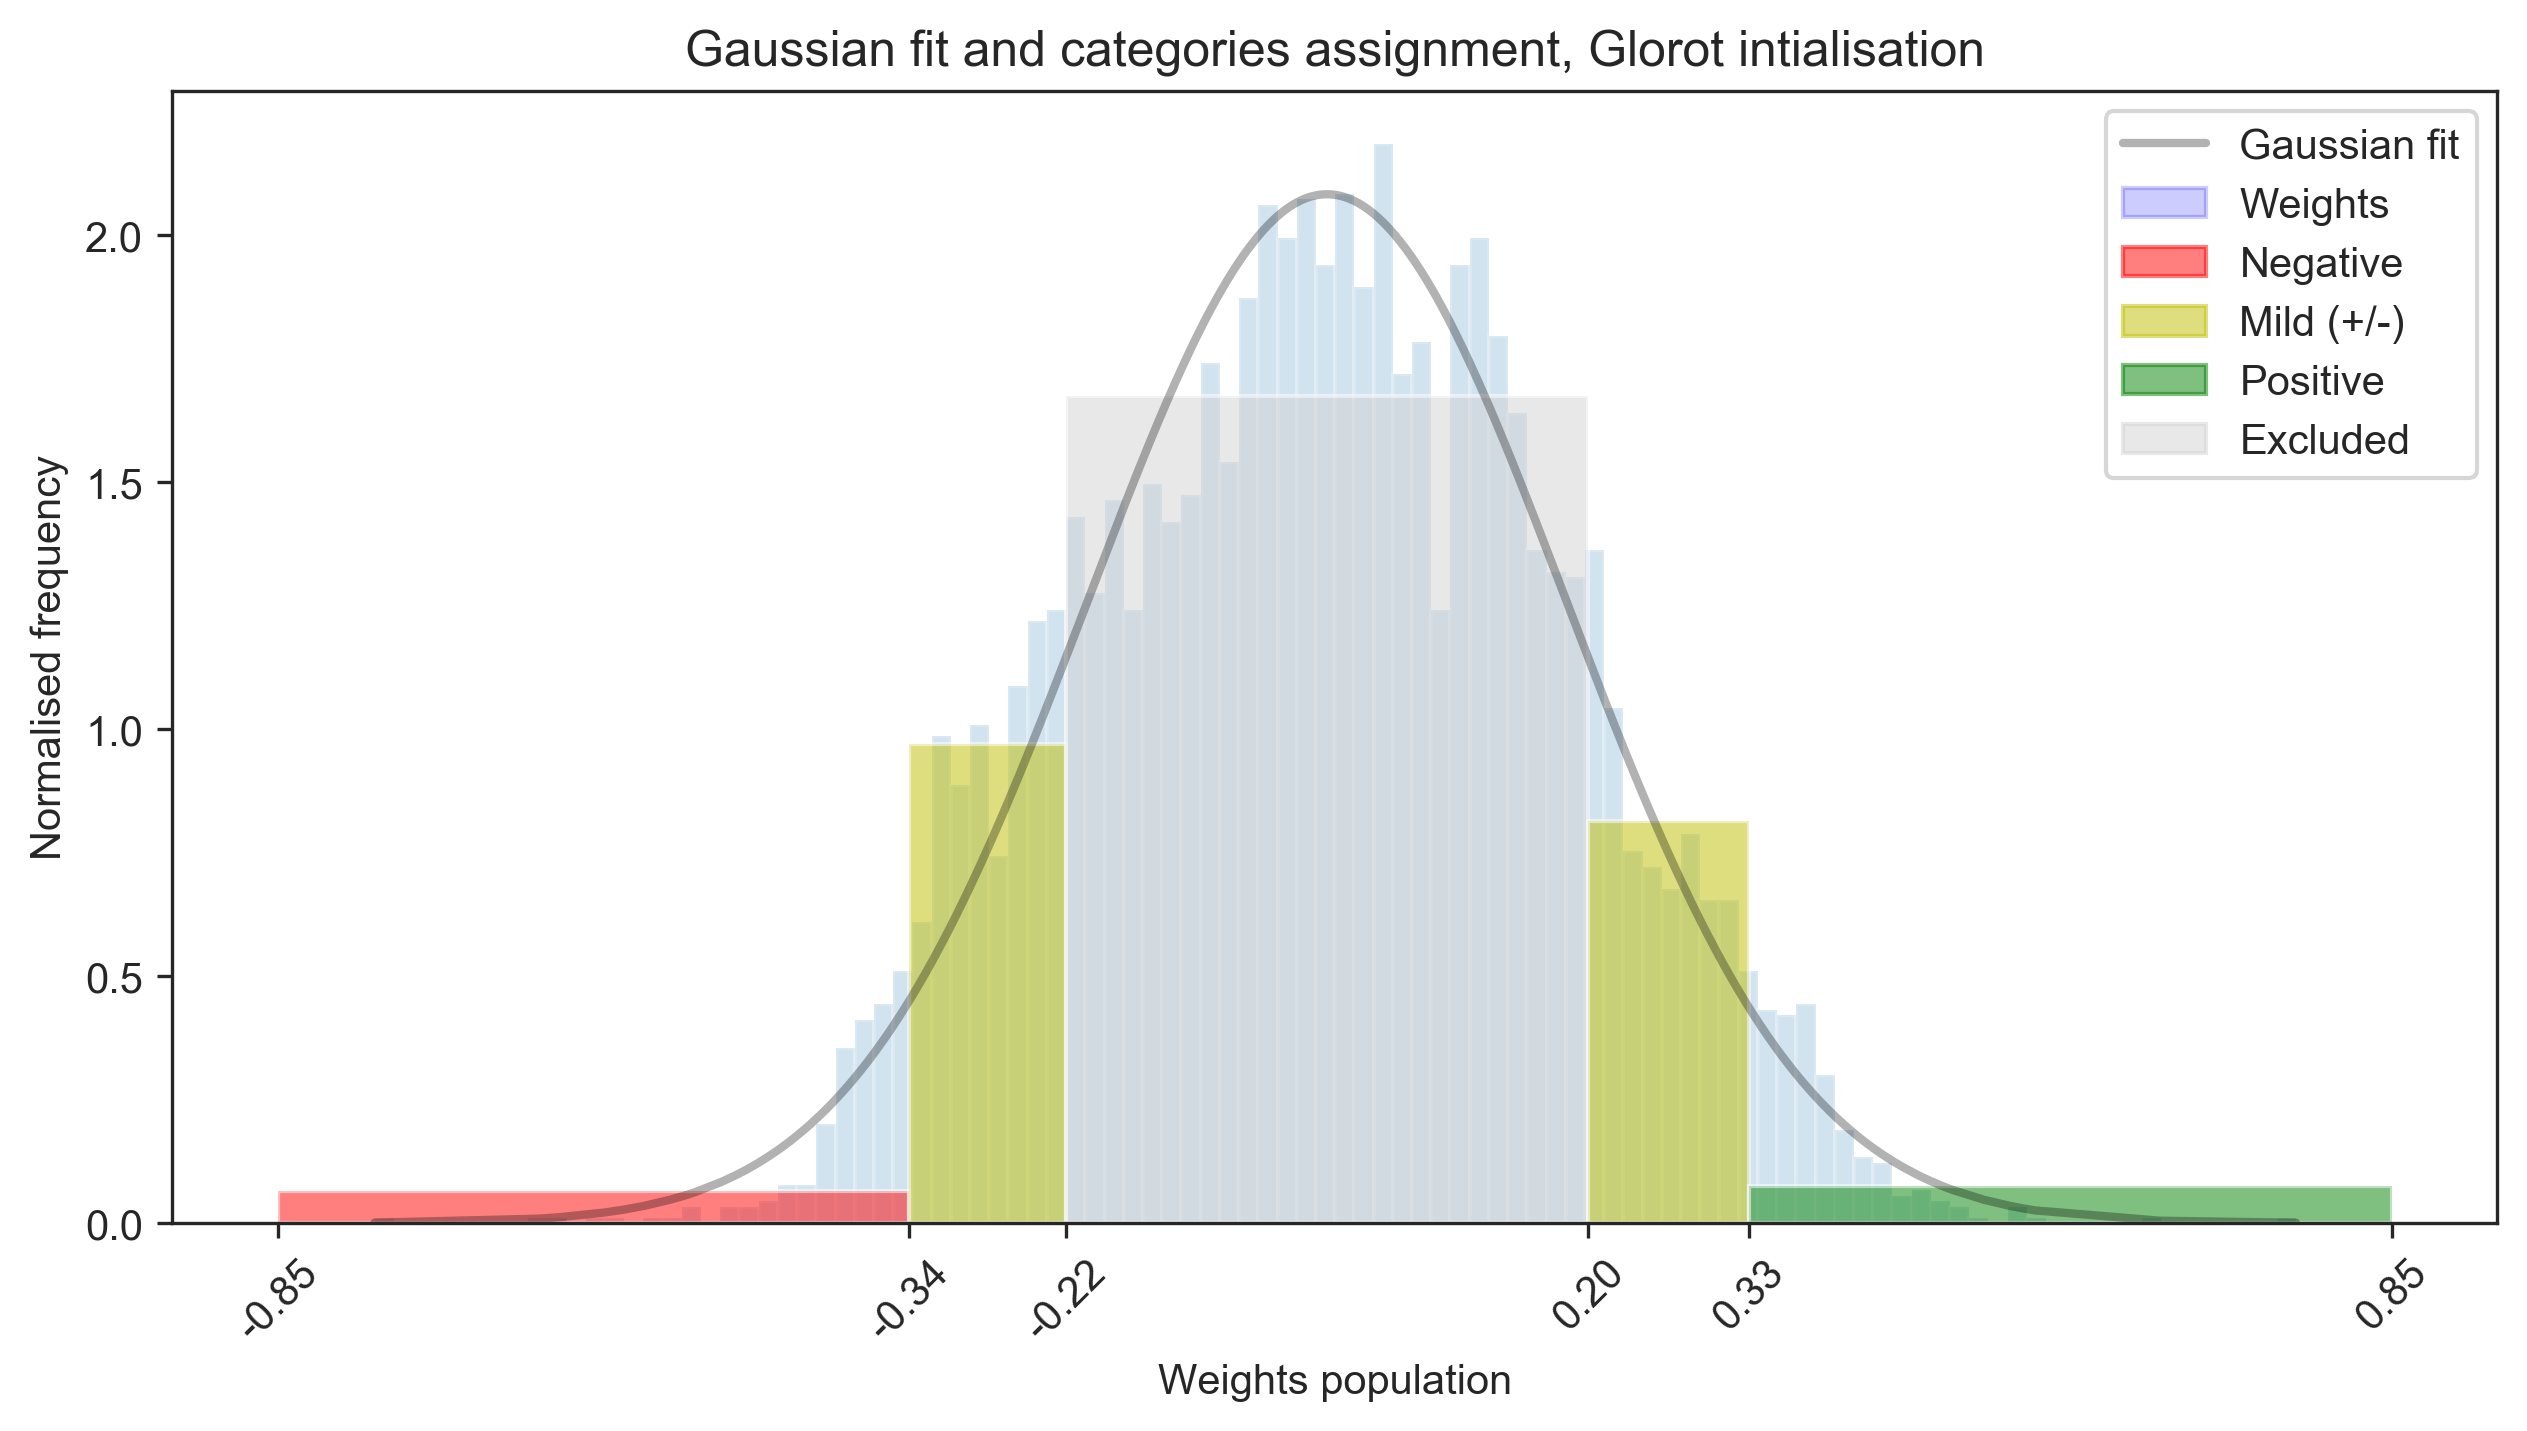 Gaussian fit and categories assignment, Glorot intialisation
Gaussian fit
Weights
Negative
Mild (+/-)
Positive
Excluded
Normalised frequency
2.0
1.5
1.0
0.5
0.0
-0.85
-0.34
-0.22
0.20
0.33
0.85
Weights population